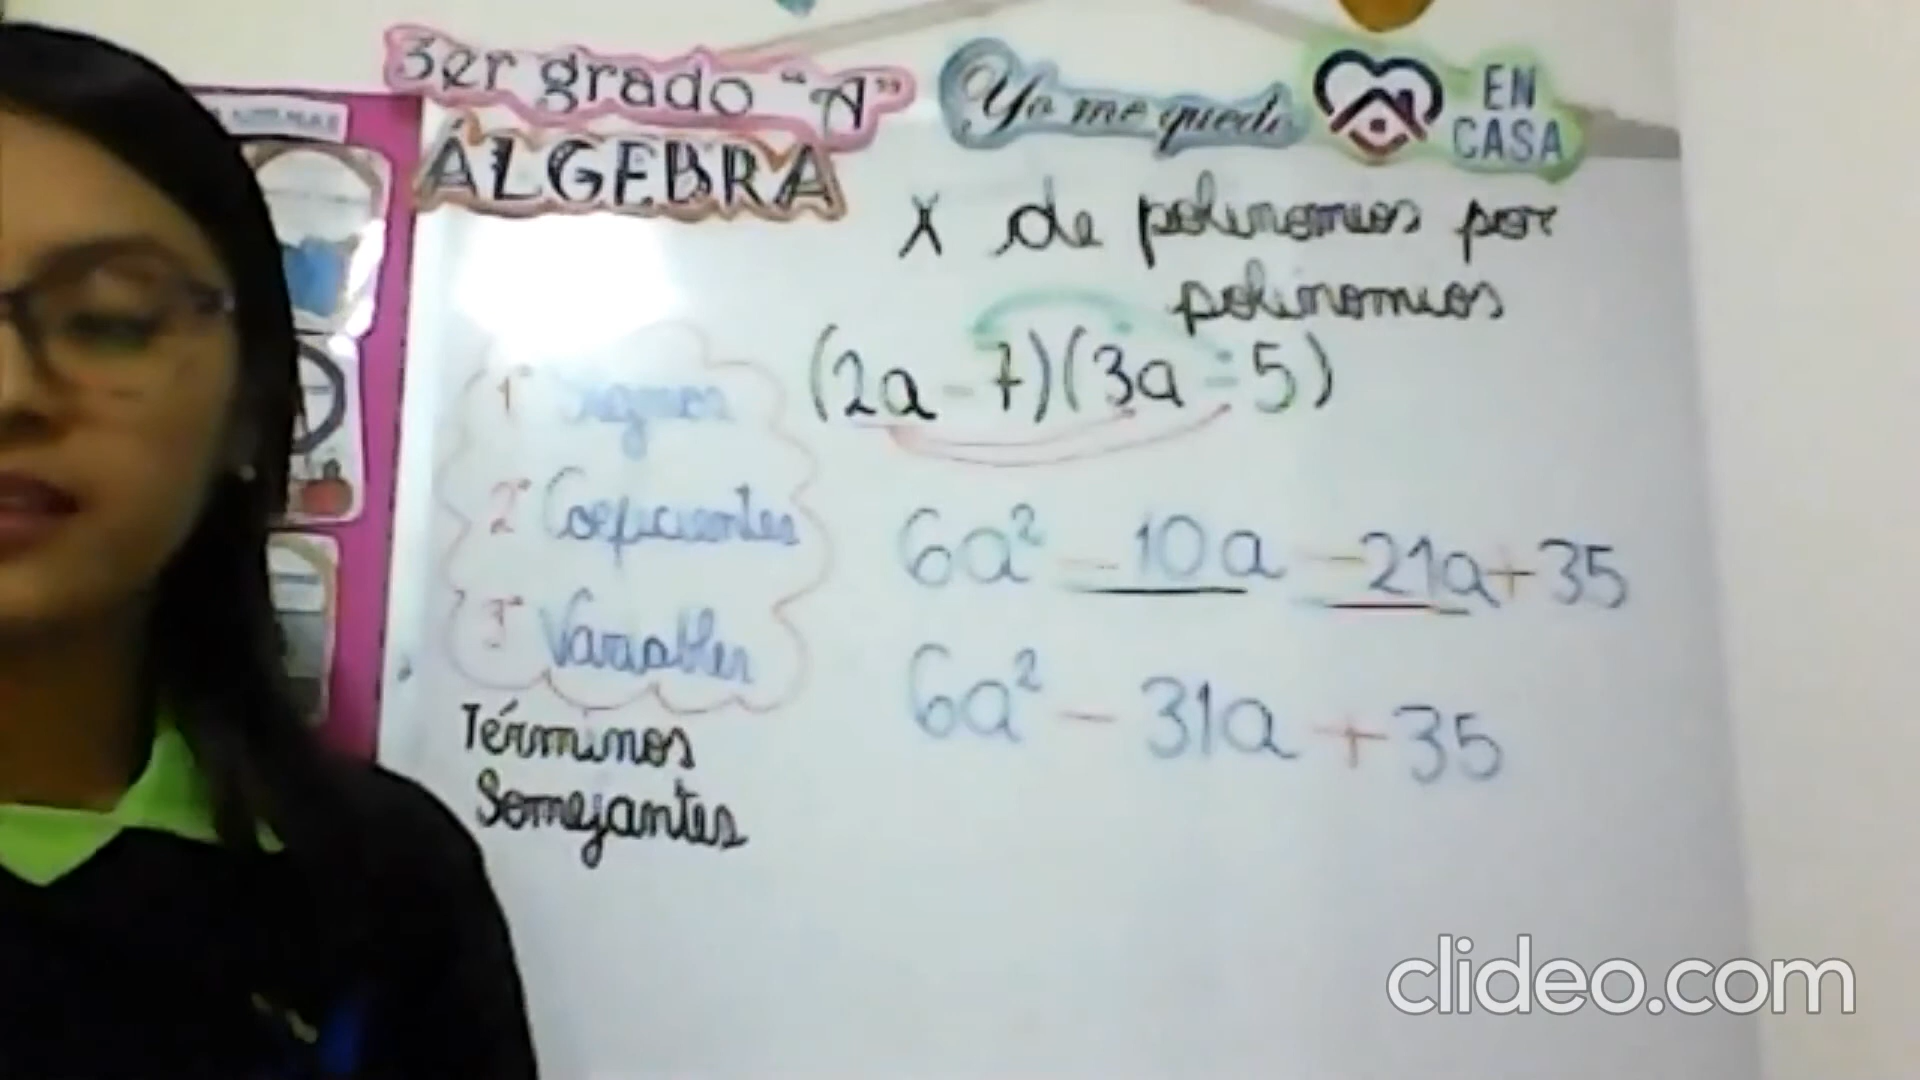 3er grado "A"
ÁLGEBRA
Yo me quedo
EN
CASA
X de polinomios por
polinomios
(2a - 7)(3a - 5)
1° Signos
2° Coeficientes
3° Variables
Términos
Semejantes
6a² - 10a - 21a + 35
6a² - 31a + 35
clideo.com